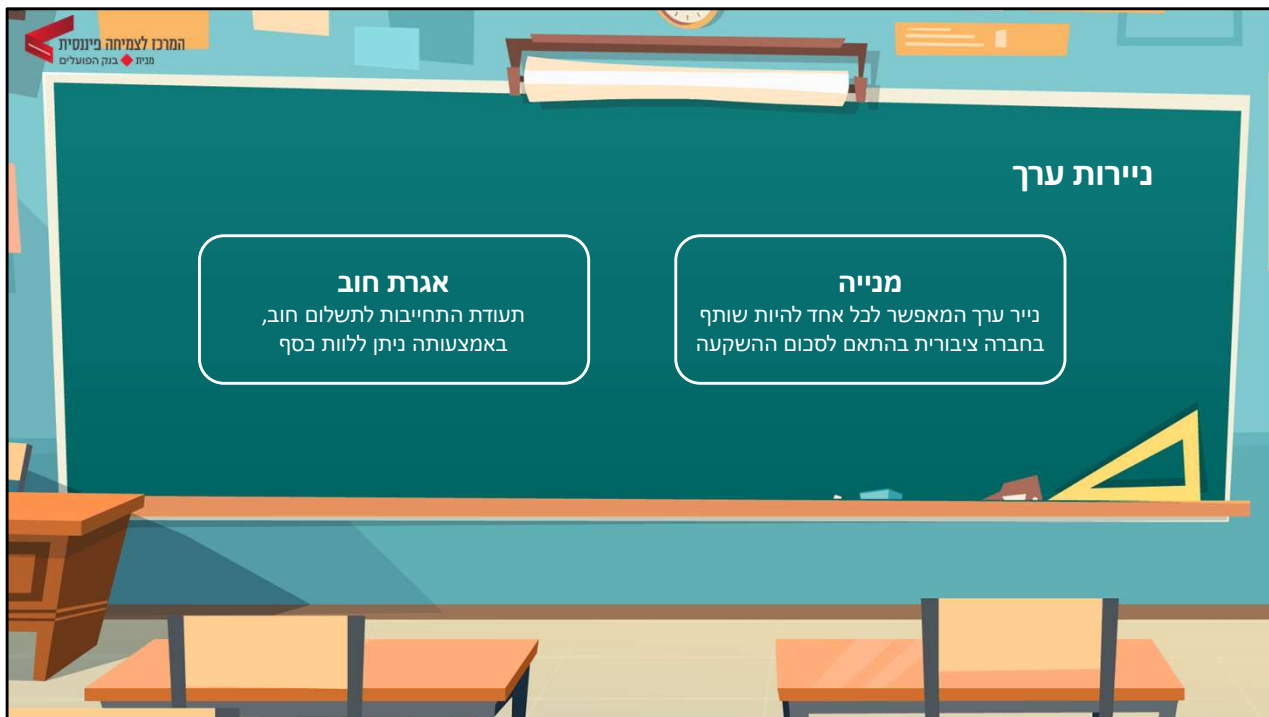 המרכז לצמיחה פיננסית
מבית בנק הפועלים
ניירות ערך
מנייה
נייר ערך המאפשר לכל אחד להיות שותף
בחברה ציבורית בהתאם לסכום ההשקעה
אגרת חוב
תעודת התחייבות לתשלום חוב,
באמצעותה ניתן ללוות כסף